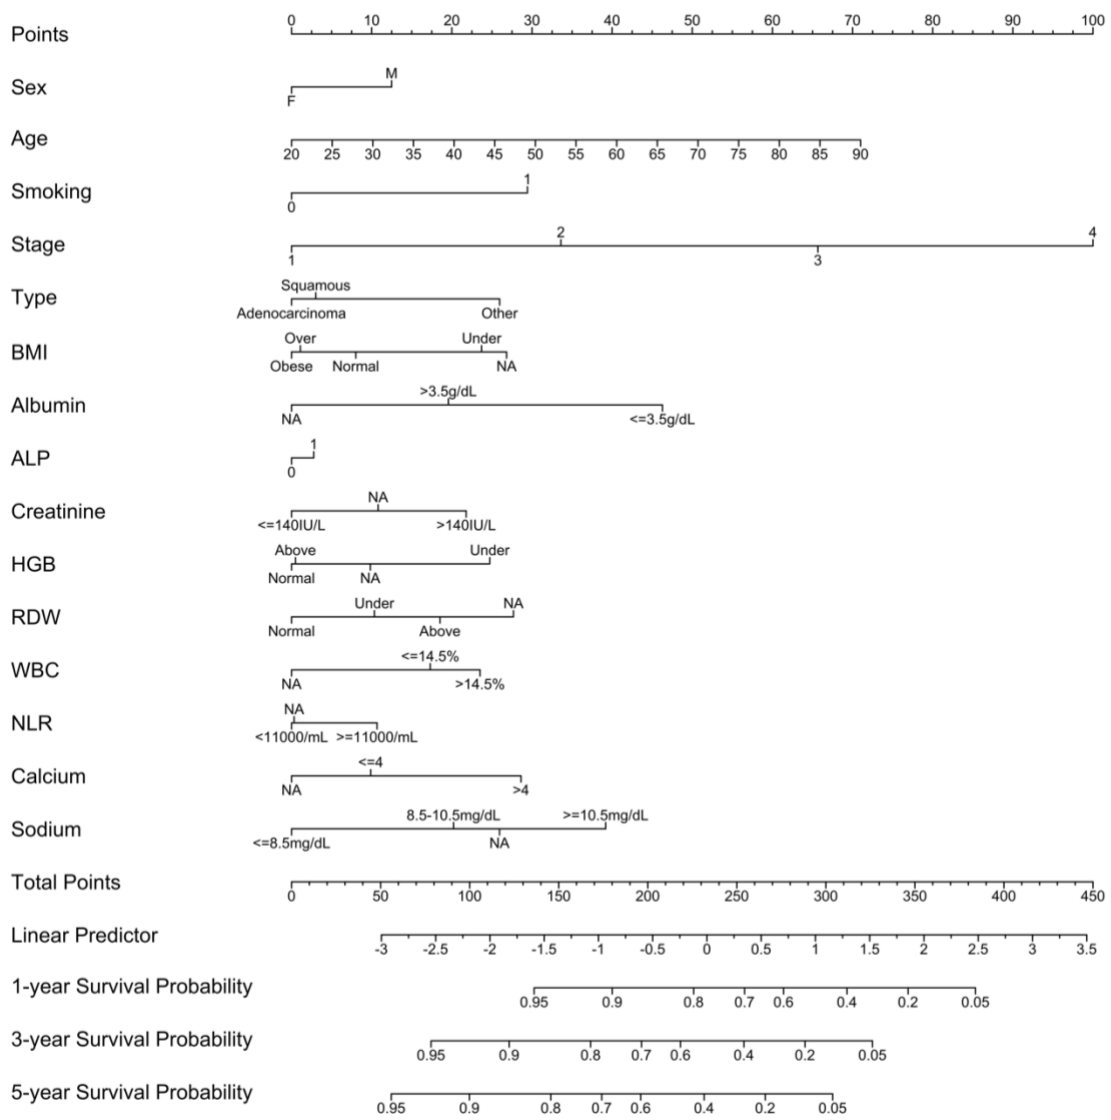 Points 0 10 20 30 40 50 60 70 80 90 100
Sex M
F
Age
20 25 30 35 40 45 50 55 60 65 70 75 80 85 90
Smoking 1
0
Stage 2 4
1 3
Type Squamous
Adenocarcinoma Other
BMI Over Under
Obese Normal NA
Albumin >3.5g/dL
NA <=3.5g/dL
ALP 1
0
Creatinine NA
<=140IU/L >140IU/L
HGB Above Under
Normal NA
RDW Under NA
Normal Above
WBC <=14.5%
NA >14.5%
NLR NA
<11000/mL >=11000/mL
Calcium <=4
NA >4
Sodium 8.5-10.5mg/dL >=10.5mg/dL
<=8.5mg/dL NA
Total Points
0 50 100 150 200 250 300 350 400 450
Linear Predictor
-3 -2.5 -2 -1.5 -1 -0.5 0 0.5 1 1.5 2 2.5 3 3.5
1-year Survival Probability
0.95 0.9 0.8 0.7 0.6 0.4 0.2 0.05
3-year Survival Probability
0.95 0.9 0.8 0.7 0.6 0.4 0.2 0.05
5-year Survival Probability
0.95 0.9 0.8 0.7 0.6 0.4 0.2 0.05